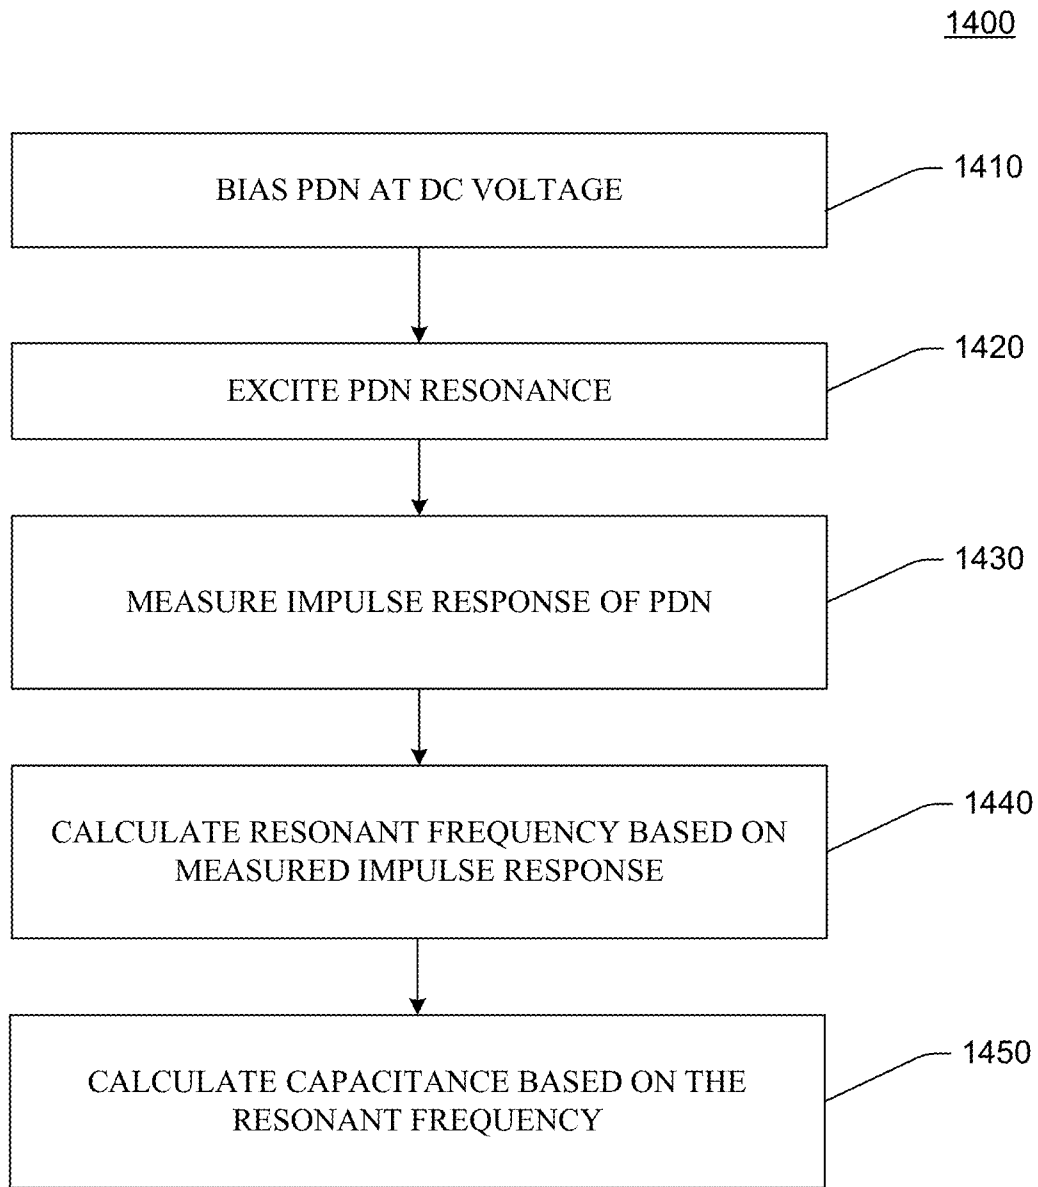 1400
BIAS PDN AT DC VOLTAGE
1410
EXCITE PDN RESONANCE
1420
MEASURE IMPULSE RESPONSE OF PDN
1430
CALCULATE RESONANT FREQUENCY BASED ON
MEASURED IMPULSE RESPONSE
1440
CALCULATE CAPACITANCE BASED ON THE
RESONANT FREQUENCY
1450